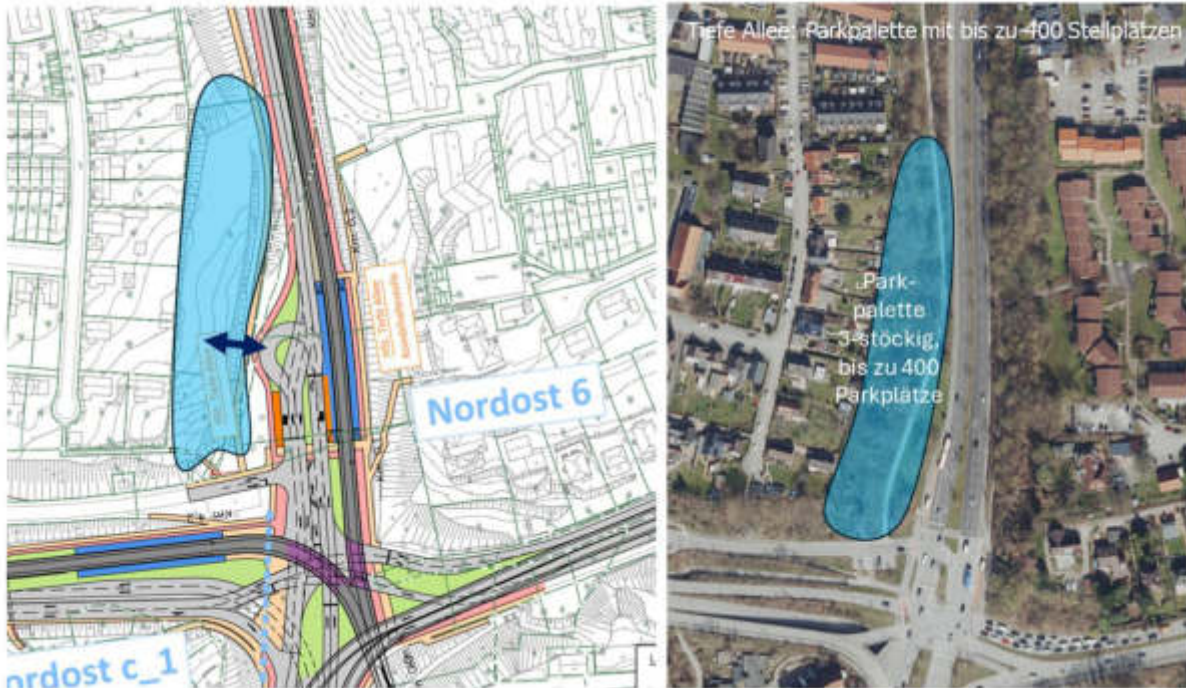 Tiefe Allee: Parkpalette mit bis zu 400 Stellplätzen
Park-
palette
3-stöckig,
bis zu 400
Parkplätze
Nordost 6
ordost c_1